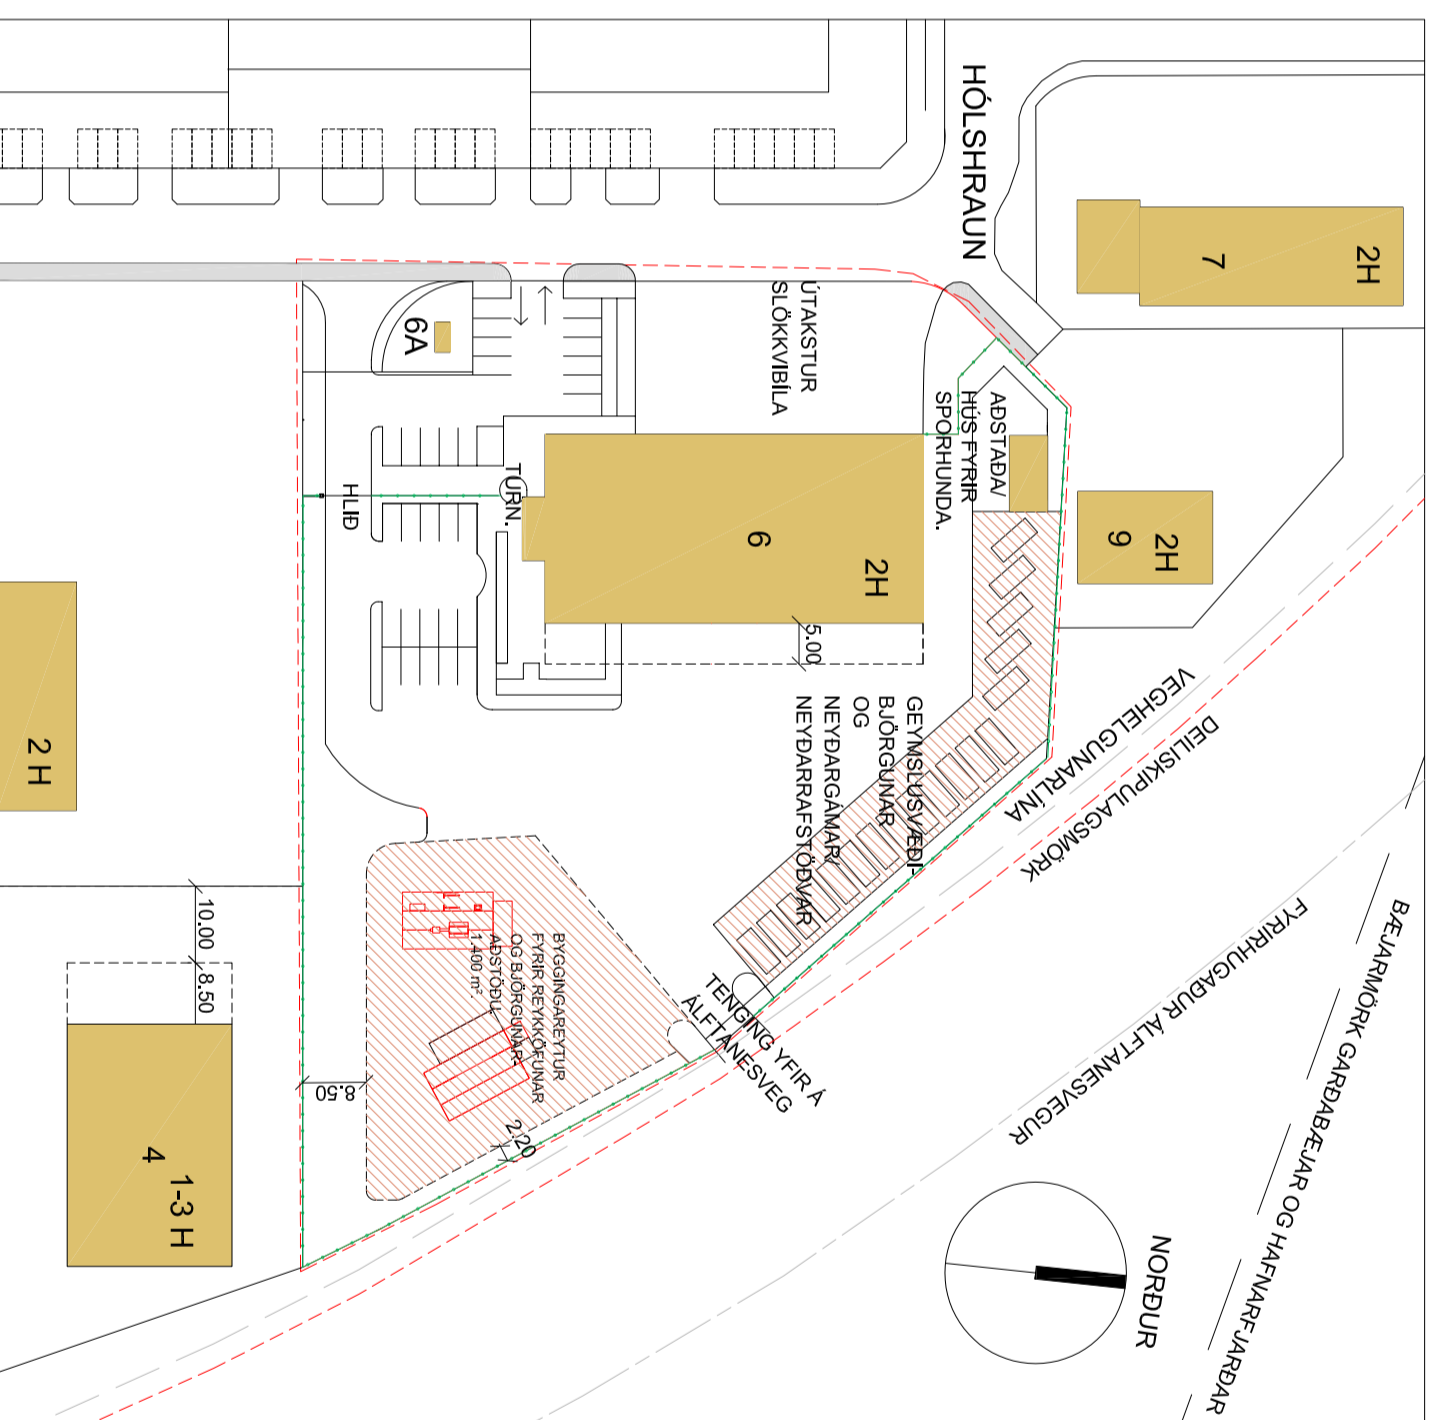 HÓLSHRAUN
2H
7
2H
9
ÚTAKSTUR
SLÖKKVIBÍLA
6A
AÐSTAÐA/
HÚS FYRIR
SPORHUNDA.
TURN.
HLIÐ
6
2H
5.00
GEYMSLUSVÆÐI-
BJÖRGUNAR
OG
NEYÐARGÁMAR/
NEYÐARRAFSTÖÐVAR
VEGHELGUNARLÍNA
DEILISKIPULAGSMÖRK
FYRIRHUGAÐUR ÁLFTANESVEGUR
BÆJARMÖRK GARÐABÆJAR OG HAFNARFJARÐAR
TENGING YFIR Á
ÁLFTANESVEG
BYGGINGAREYTUR
FYRIR REYKKÖFUNAR
OG BJÖRGUNAR-
AÐSTÖÐU.
1.400 m².
2.20
8.50
2 H
10.00
8.50
4
1-3 H
NORÐUR